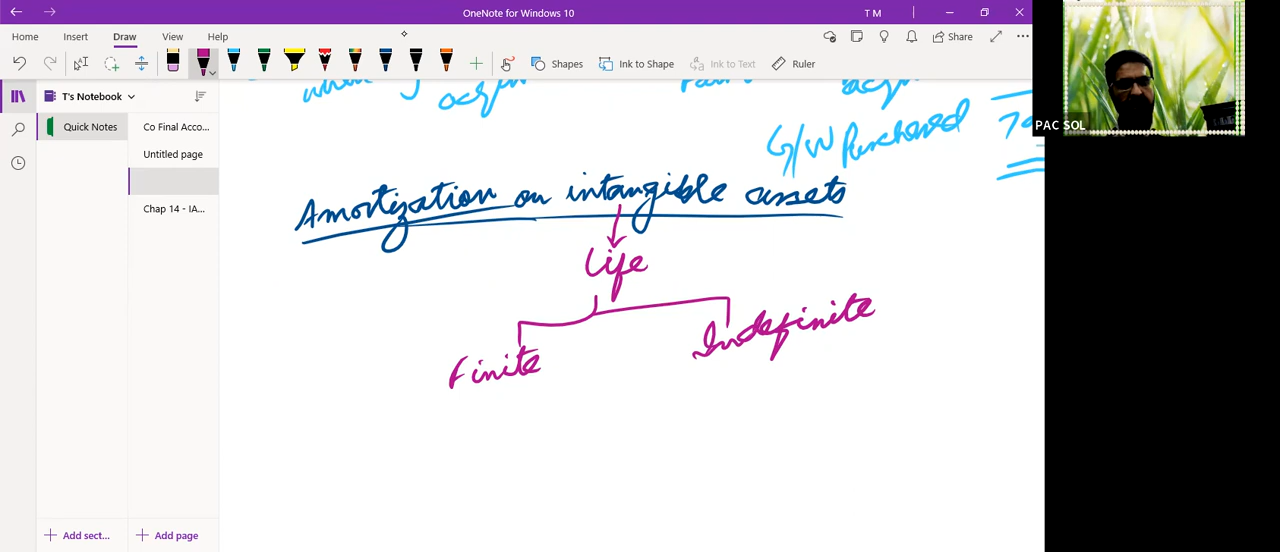 OneNote for Windows 10
T M
Home Insert Draw View Help
Share
Shapes Ink to Shape Ink to Text Ruler
T's Notebook
Quick Notes
Co Final Acco...
Untitled page
Chap 14 - IA...
PAC SOL
G/W Purchased
Amortization on intangible assets
Life
Finite
Indefinite
Add sect...
Add page